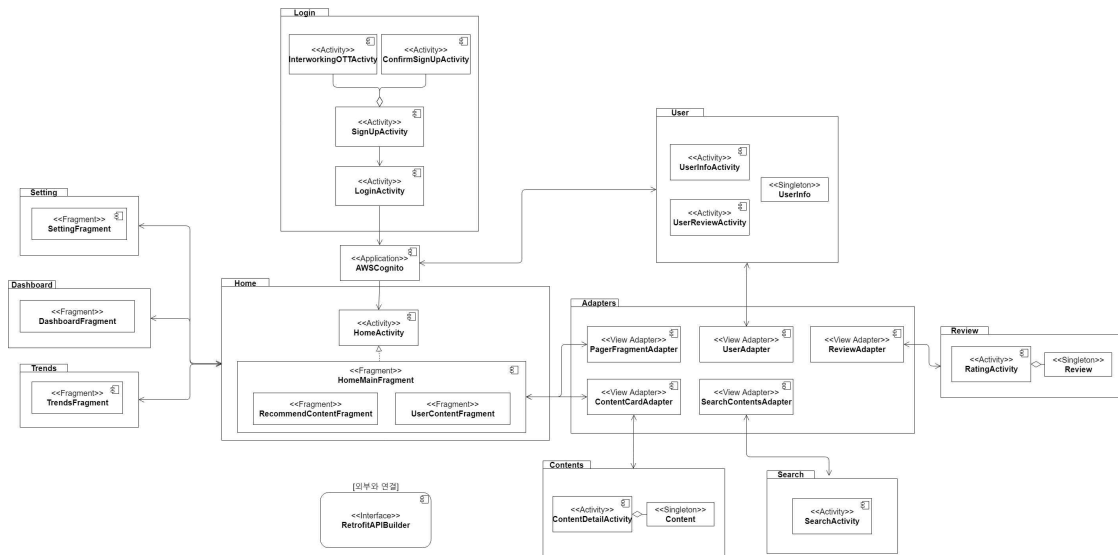 Login
<<Activity>>
InterworkingOTTActivty
<<Activity>>
ConfirmSignUpActivity
<<Activity>>
SignUpActivity
<<Activity>>
LoginActivity
<<Application>>
AWSCognito
User
<<Activity>>
UserInfoActivity
<<Singleton>>
UserInfo
<<Activity>>
UserReviewActivity
Setting
<<Fragment>>
SettingFragment
Dashboard
<<Fragment>>
DashboardFragment
Trends
<<Fragment>>
TrendsFragment
Home
<<Activity>>
HomeActivity
<<Fragment>>
HomeMainFragment
<<Fragment>>
RecommendContentFragment
<<Fragment>>
UserContentFragment
Adapters
<<View Adapter>>
PagerFragmentAdapter
<<View Adapter>>
UserAdapter
<<View Adapter>>
ReviewAdapter
<<View Adapter>>
ContentCardAdapter
<<View Adapter>>
SearchContentsAdapter
Review
<<Activity>>
RatingActivity
<<Singleton>>
Review
Contents
<<Activity>>
ContentDetailActivity
<<Singleton>>
Content
Search
<<Activity>>
SearchActivity
[외부와 연결]
<<Interface>>
RetrofitAPIBuilder